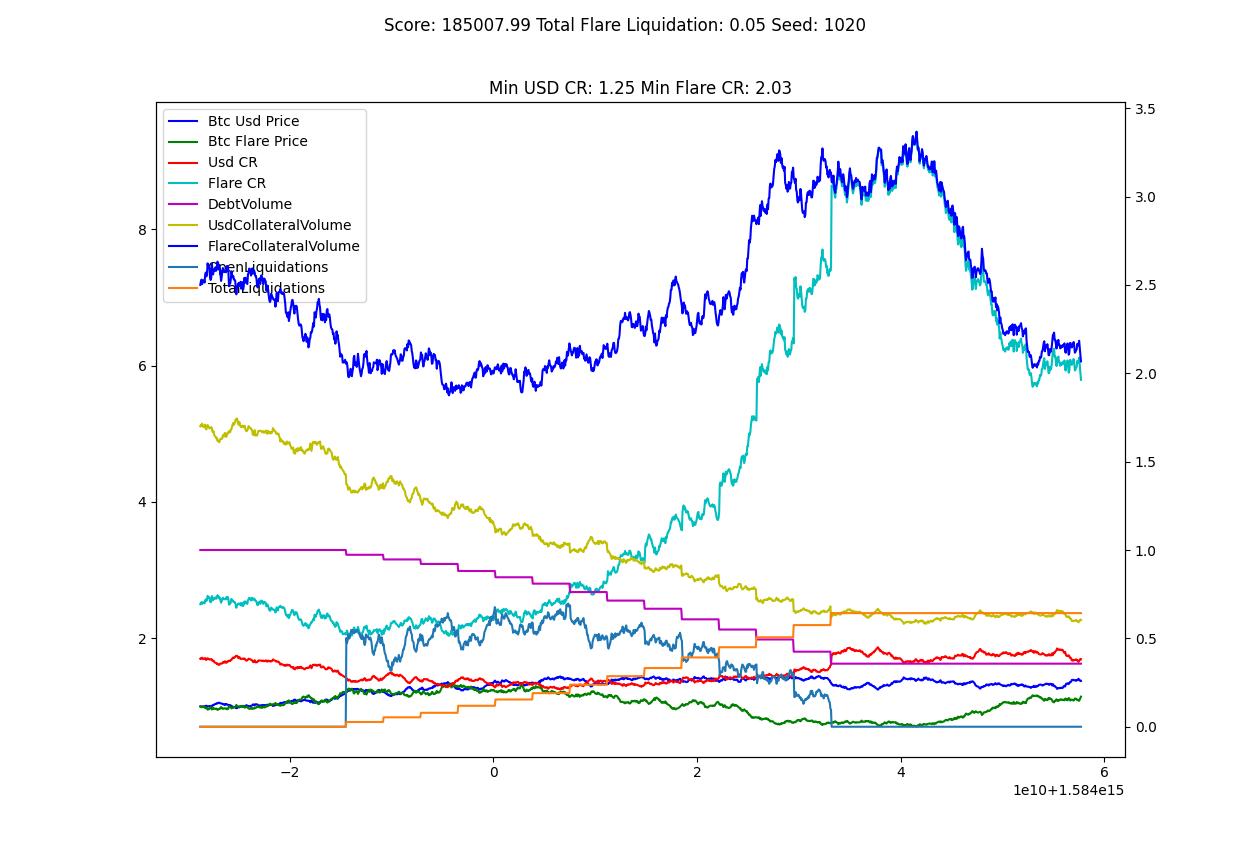 Score: 185007.99 Total Flare Liquidation: 0.05 Seed: 1020
Min USD CR: 1.25 Min Flare CR: 2.03
Btc Usd Price
Btc Flare Price
Usd CR
Flare CR
DebtVolume
UsdCollateralVolume
FlareCollateralVolume
OpenLiquidations
TotalLiquidations
8
6
4
2
3.5
3.0
2.5
2.0
1.5
1.0
0.5
0.0
−2
0
2
4
6
1e10+1.584e15